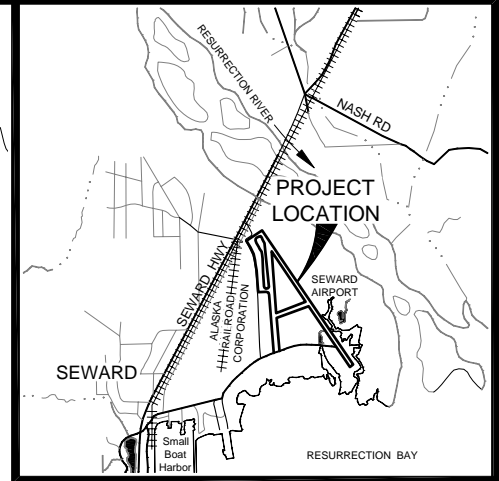 RESURRECTION RIVER
NASH RD
PROJECT
LOCATION
SEWARD HWY
ALASKA
RAILROAD
CORPORATION
SEWARD
AIRPORT
SEWARD
Small
Boat
Harbor
RESURRECTION BAY